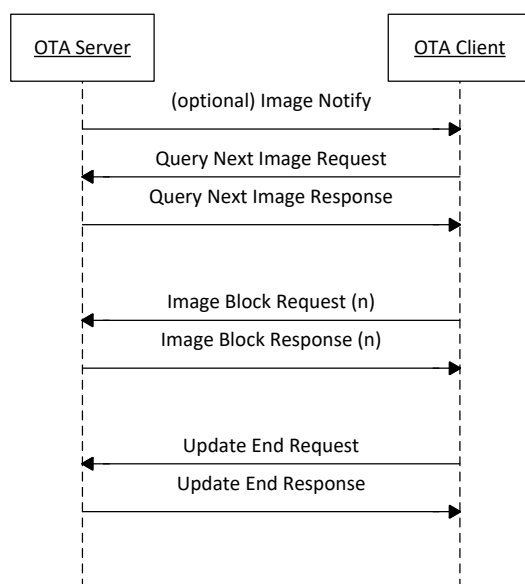 OTA Server
OTA Client
(optional) Image Notify
Query Next Image Request
Query Next Image Response
Image Block Request (n)
Image Block Response (n)
Update End Request
Update End Response